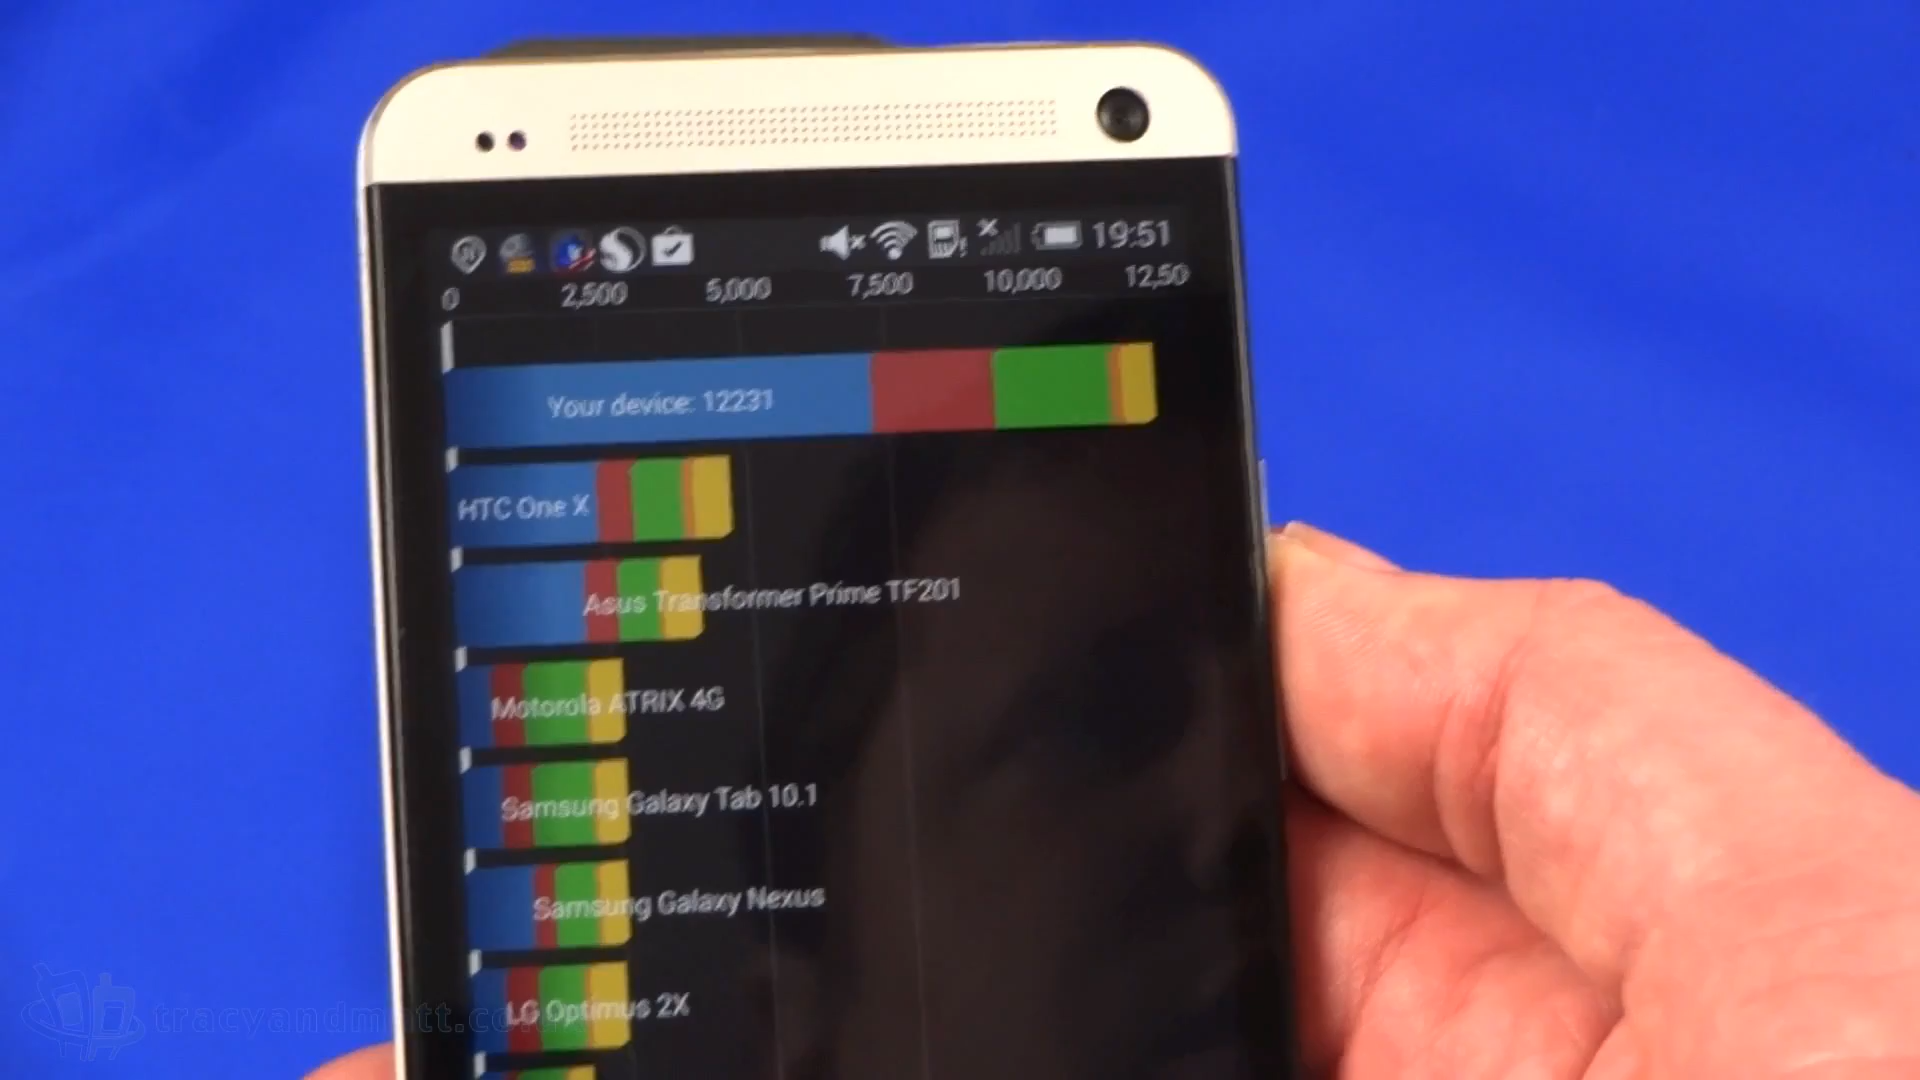 19:51
0 2,500 5,000 7,500 10,000 12,50
Your device: 12231
HTC One X
Asus Transformer Prime TF201
Motorola ATRIX 4G
Samsung Galaxy Tab 10.1
Samsung Galaxy Nexus
LG Optimus 2X